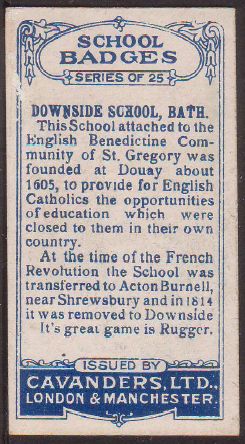 SCHOOL
BADGES
SERIES OF 25
DOWNSIDE SCHOOL, BATH.
This School attached to the
English Benedictine Com-
munity of St. Gregory was
founded at Douay about
1605, to provide for English
Catholics the opportunities
of education which were
closed to them in their own
country.
At the time of the French
Revolution the School was
transferred to Acton Burnell,
near Shrewsbury and in 1814
it was removed to Downside
It's great game is Rugger.
ISSUED BY
CAVANDERS, LTD.,
LONDON & MANCHESTER.